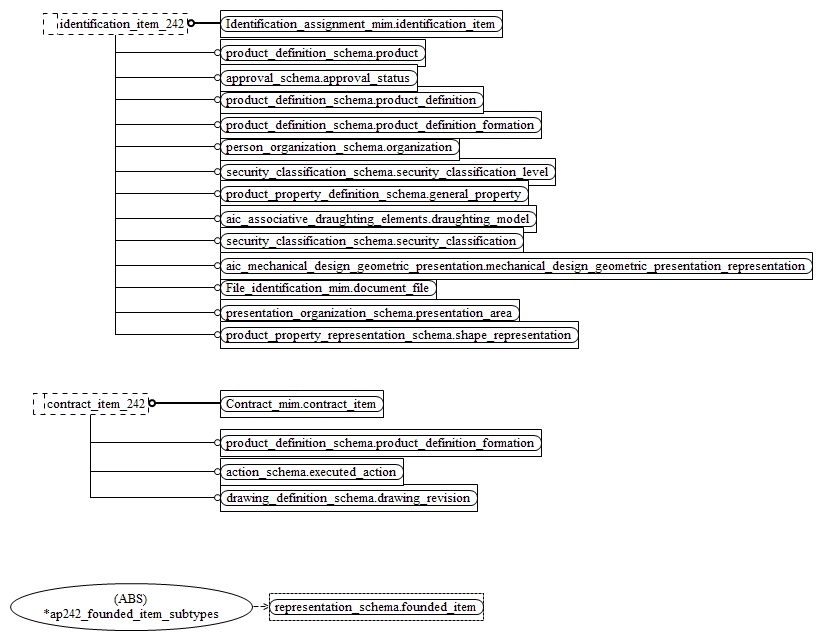 identification_item_242
Identification_assignment_mim.identification_item
product_definition_schema.product
approval_schema.approval_status
product_definition_schema.product_definition
product_definition_schema.product_definition_formation
person_organization_schema.organization
security_classification_schema.security_classification_level
product_property_definition_schema.general_property
aic_associative_draughting_elements.draughting_model
security_classification_schema.security_classification
aic_mechanical_design_geometric_presentation.mechanical_design_geometric_presentation_representation
File_identification_mim.document_file
presentation_organization_schema.presentation_area
product_property_representation_schema.shape_representation
contract_item_242
Contract_mim.contract_item
product_definition_schema.product_definition_formation
action_schema.executed_action
drawing_definition_schema.drawing_revision
(ABS)
*ap242_founded_item_subtypes
representation_schema.founded_item